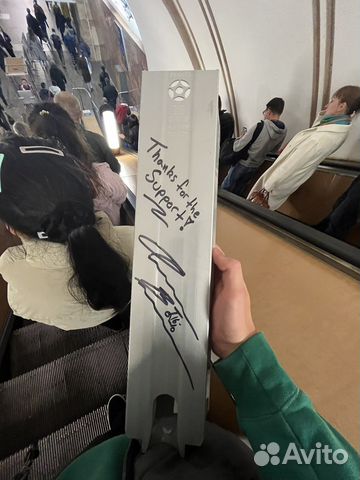 Thanks for the
Support!
Avito